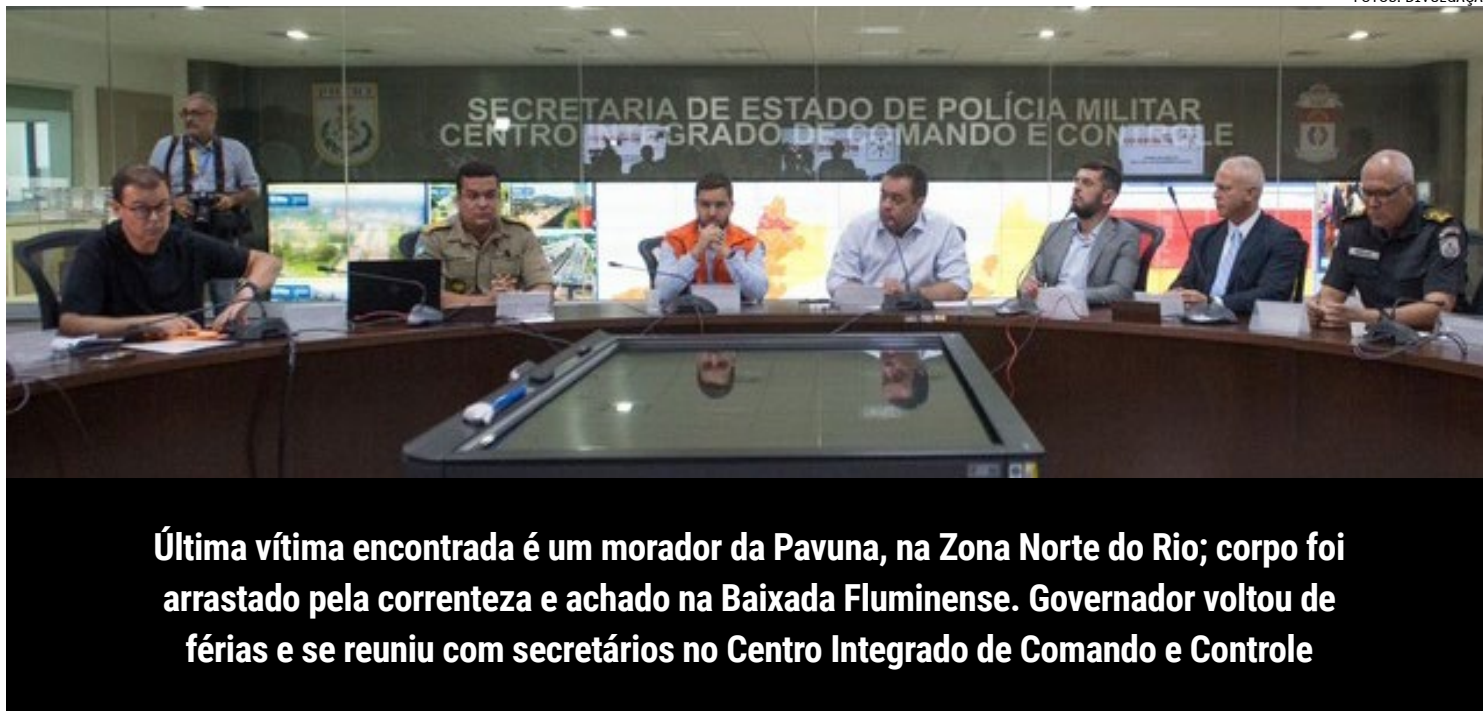 SECRETARIA DE ESTADO DE POLÍCIA MILITAR
CENTRO INTEGRADO DE COMANDO E CONTROLE
Última vítima encontrada é um morador da Pavuna, na Zona Norte do Rio; corpo foi
arrastado pela correnteza e achado na Baixada Fluminense. Governador voltou de
férias e se reuniu com secretários no Centro Integrado de Comando e Controle